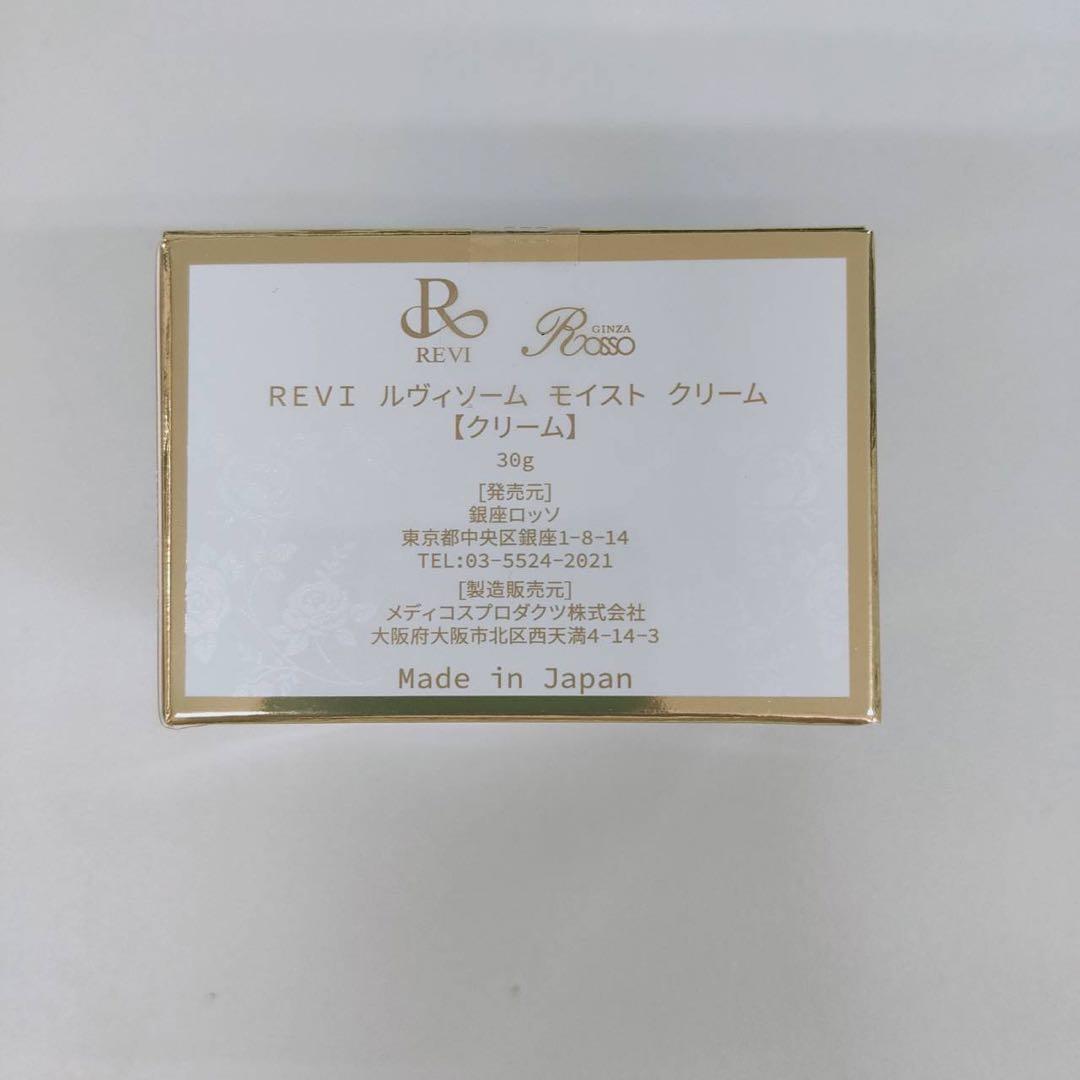 R
REVI
GINZA
Rosso
REVI ルヴィソーム モイスト クリーム
【クリーム】
30g
[発売元]
銀座ロッソ
東京都中央区銀座1-8-14
TEL:03-5524-2021
[製造販売元]
メディコスプロダクツ株式会社
大阪府大阪市北区西天満4-14-3
Made in Japan